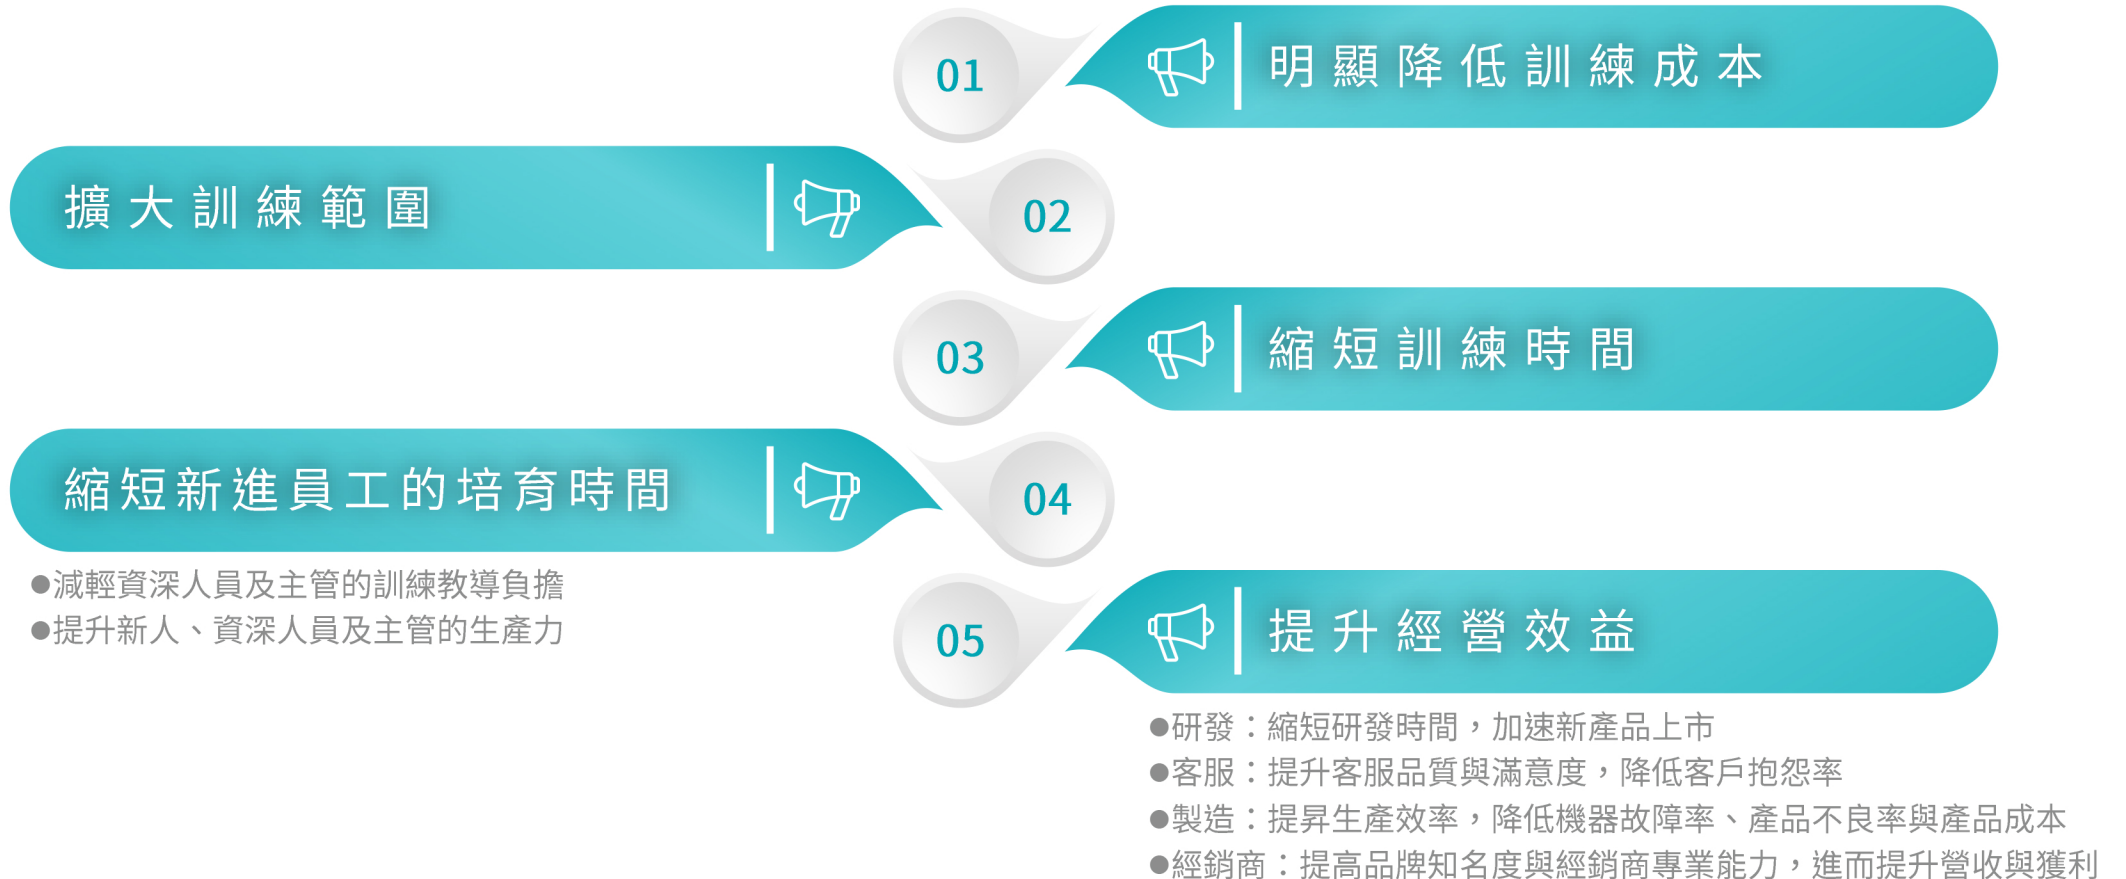 01
明顯降低訓練成本
擴大訓練範圍
02
03
縮短訓練時間
縮短新進員工的培育時間
04
●減輕資深人員及主管的訓練教導負擔
●提升新人、資深人員及主管的生產力
05
提升經營效益
●研發：縮短研發時間，加速新產品上市
●客服：提升客服品質與滿意度，降低客戶抱怨率
●製造：提昇生產效率，降低機器故障率、產品不良率與產品成本
●經銷商：提高品牌知名度與經銷商專業能力，進而提升營收與獲利